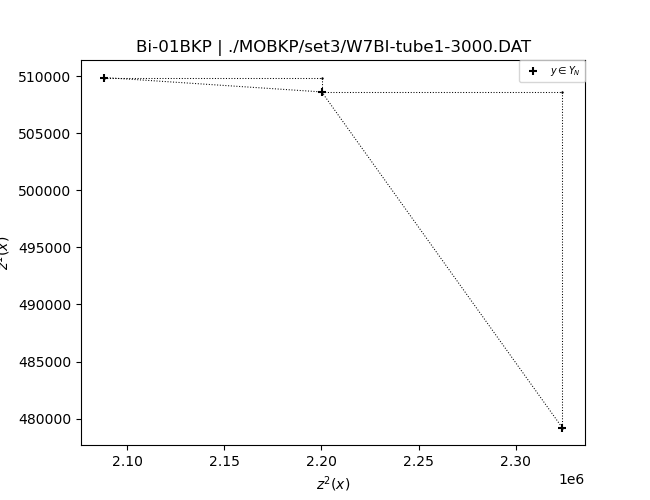 Bi-01BKP | ./MOBKP/set3/W7BI-tube1-3000.DAT
510000
y ∈ Y_N
505000
500000
495000
490000
485000
480000
2.10 2.15 2.20 2.25 2.30
1e6
z²(x)